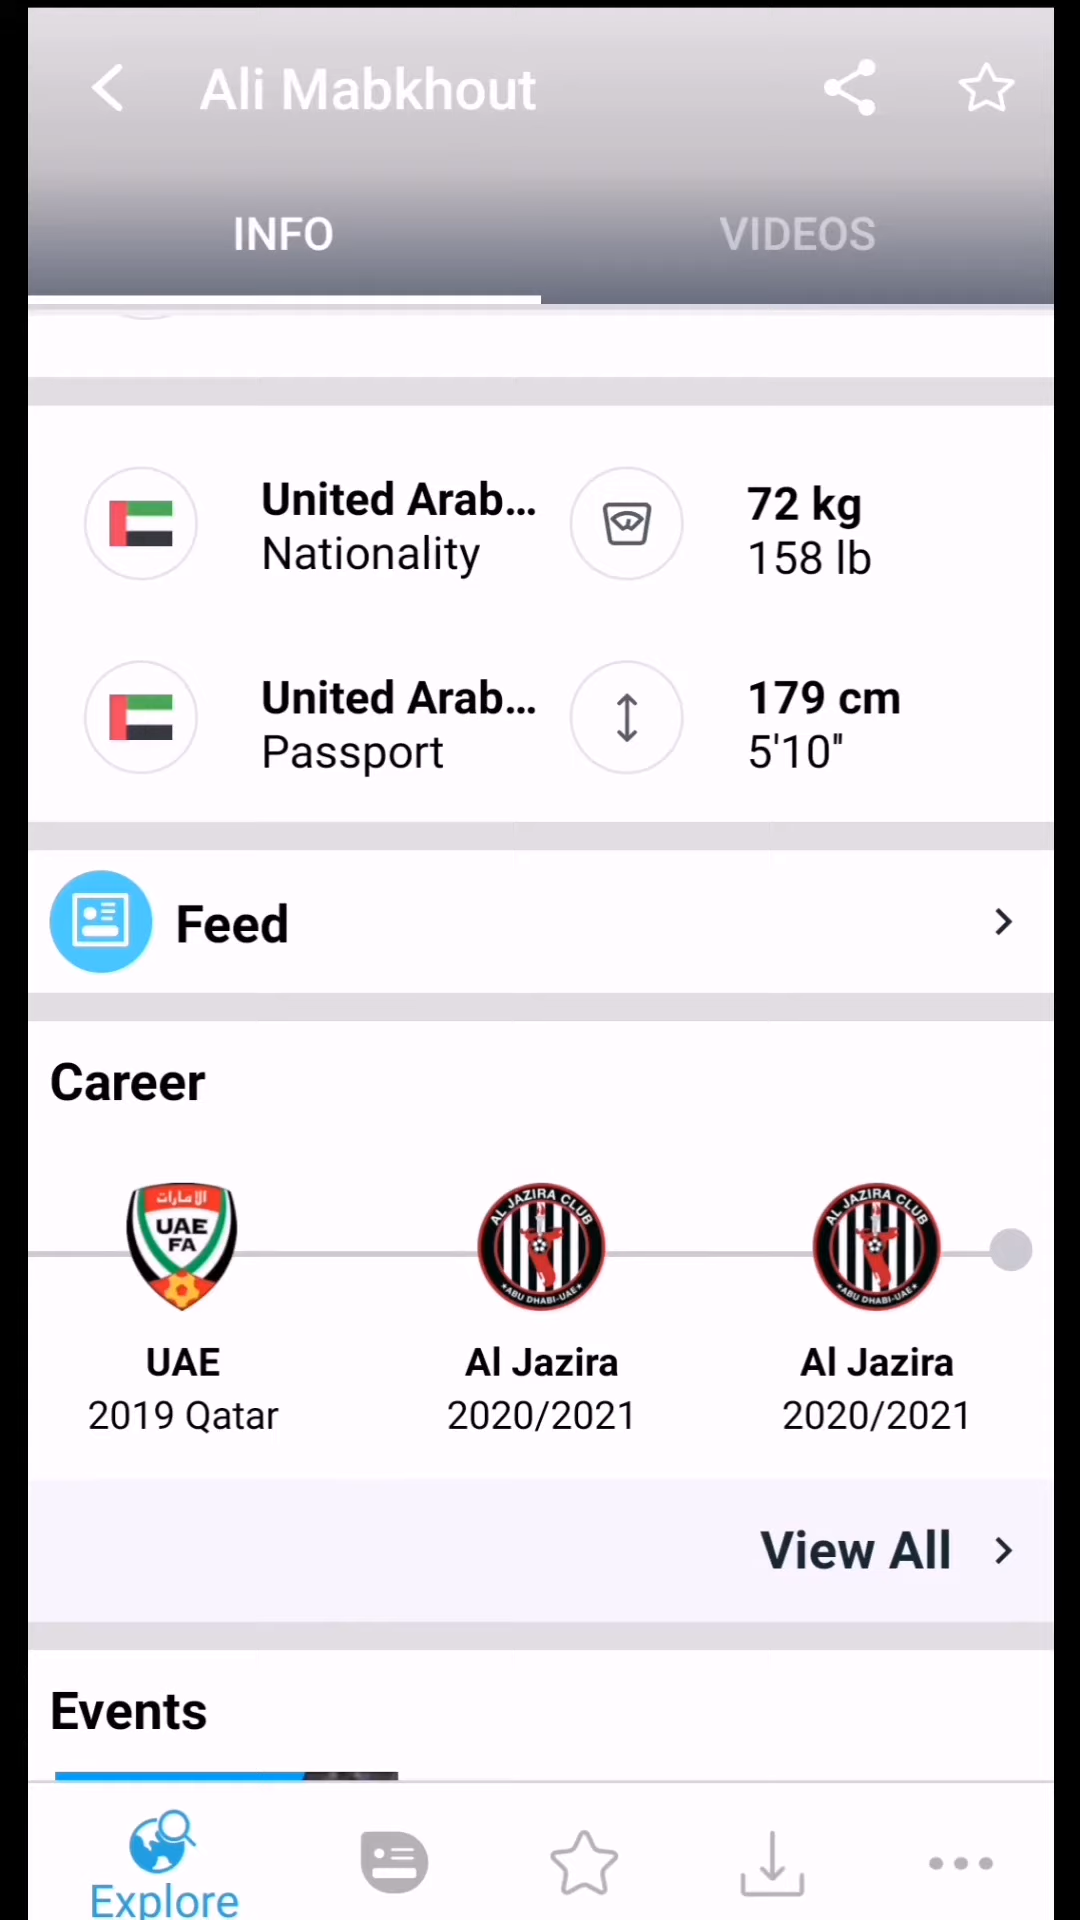 Ali Mabkhout
INFO
VIDEOS
United Arab...
Nationality
72 kg
158 lb
United Arab...
Passport
179 cm
5'10"
Feed
Career
الإمارات
UAE
FA
AL JAZIRA CLUB
ABU DHABI-UAE
AL JAZIRA CLUB
ABU DHABI-UAE
UAE
2019 Qatar
Al Jazira
2020/2021
Al Jazira
2020/2021
View All
Events
Explore